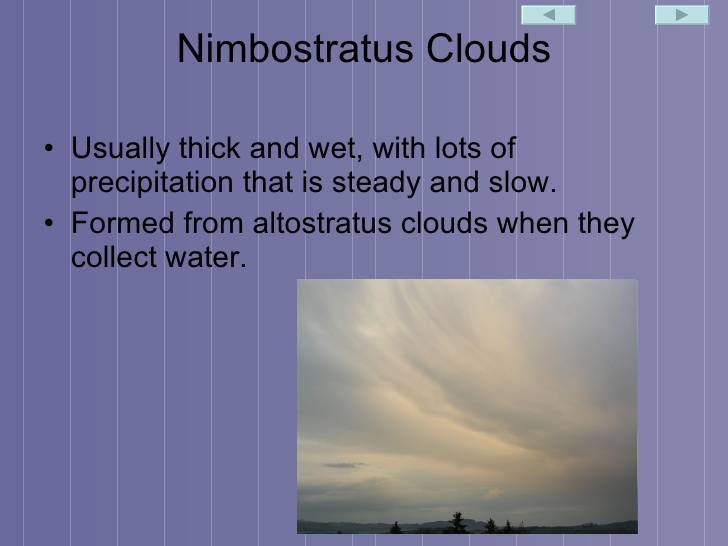 Nimbostratus Clouds
• Usually thick and wet, with lots of
precipitation that is steady and slow.
• Formed from altostratus clouds when they
collect water.